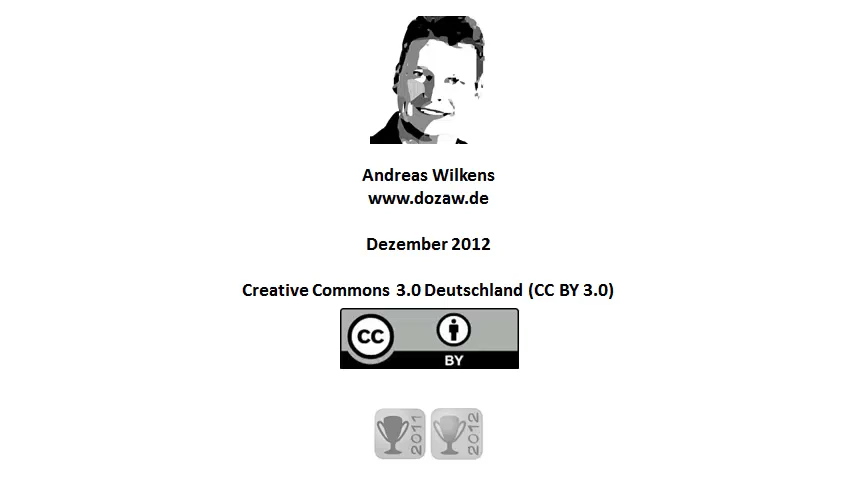 Andreas Wilkens
www.dozaw.de
Dezember 2012
Creative Commons 3.0 Deutschland (CC BY 3.0)
CC
BY
2011
2012